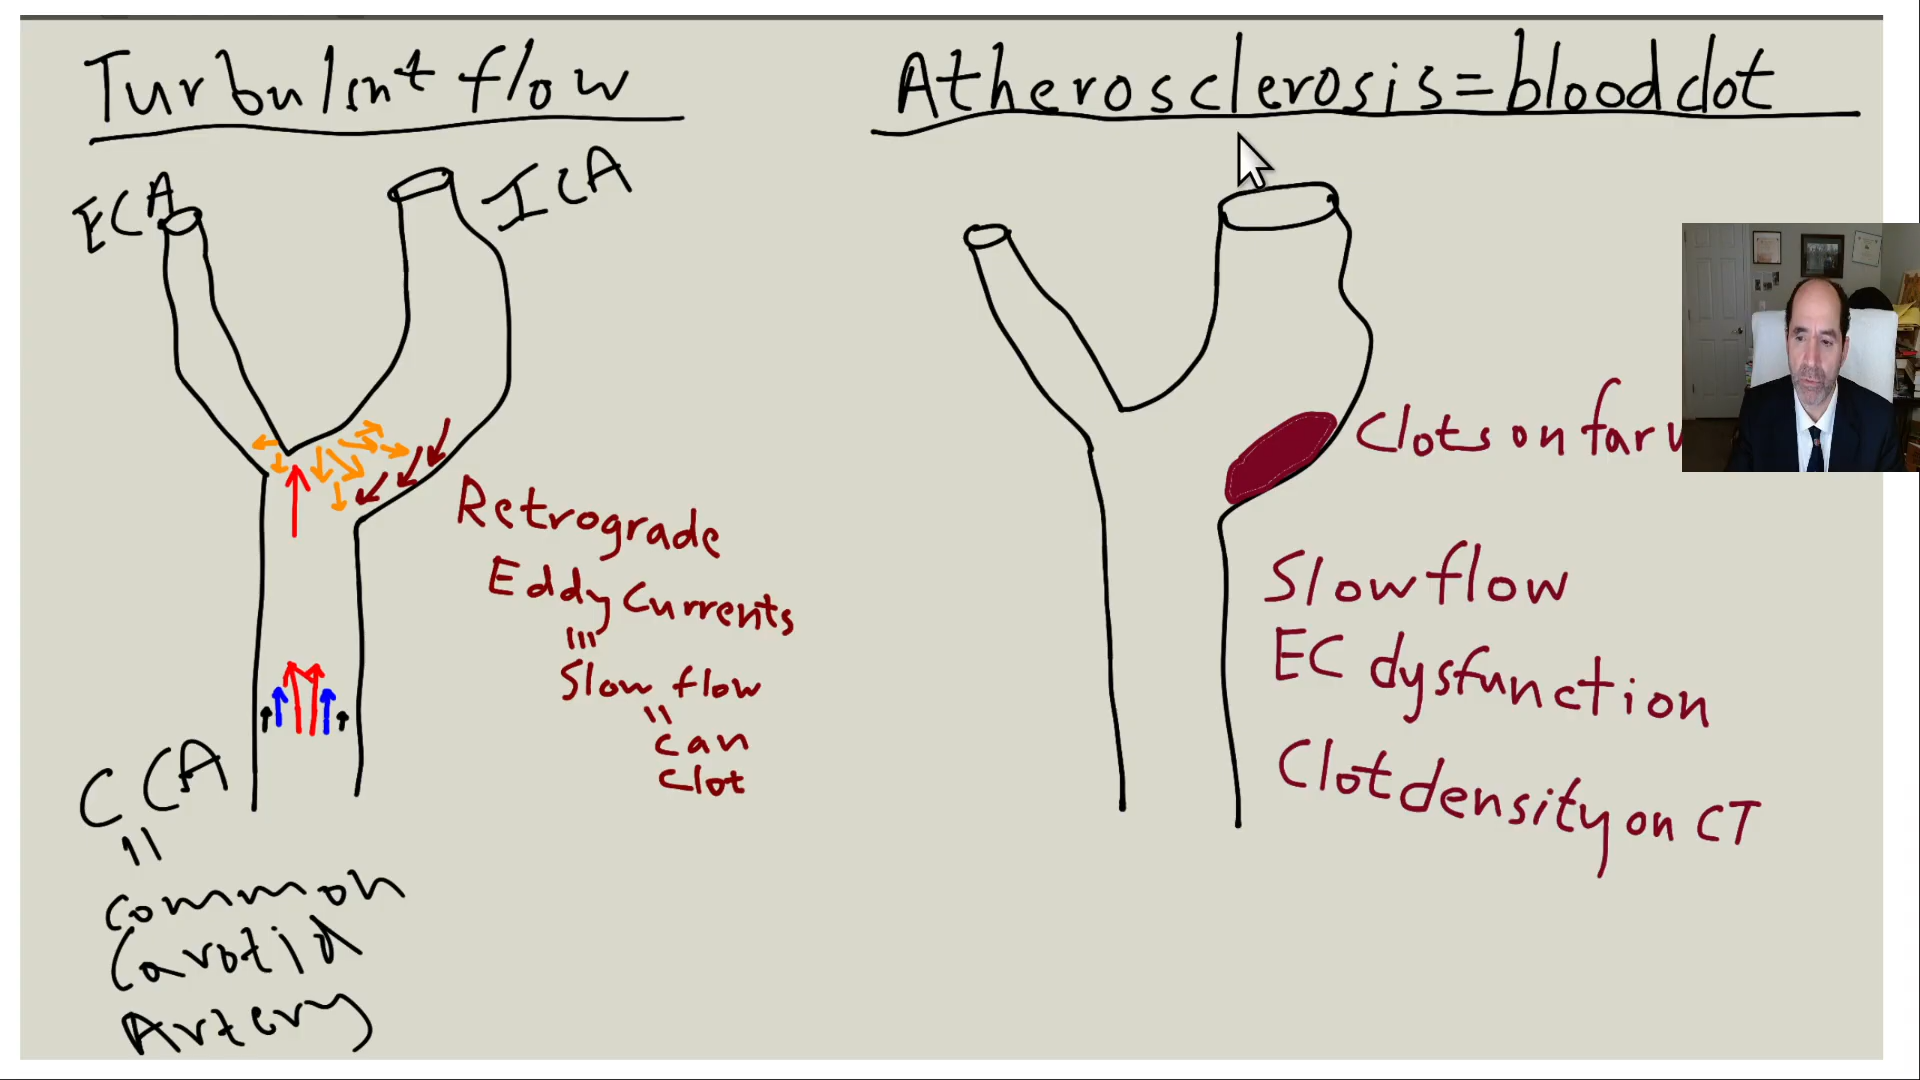 Turbulent flow
Atherosclerosis = blood clot
ECA
ICA
Clots on far
Retrograde
Eddy Currents
Slow flow
can
clot
Slow flow
EC dysfunction
Clot density on CT
CCA
common
Carotid
Artery